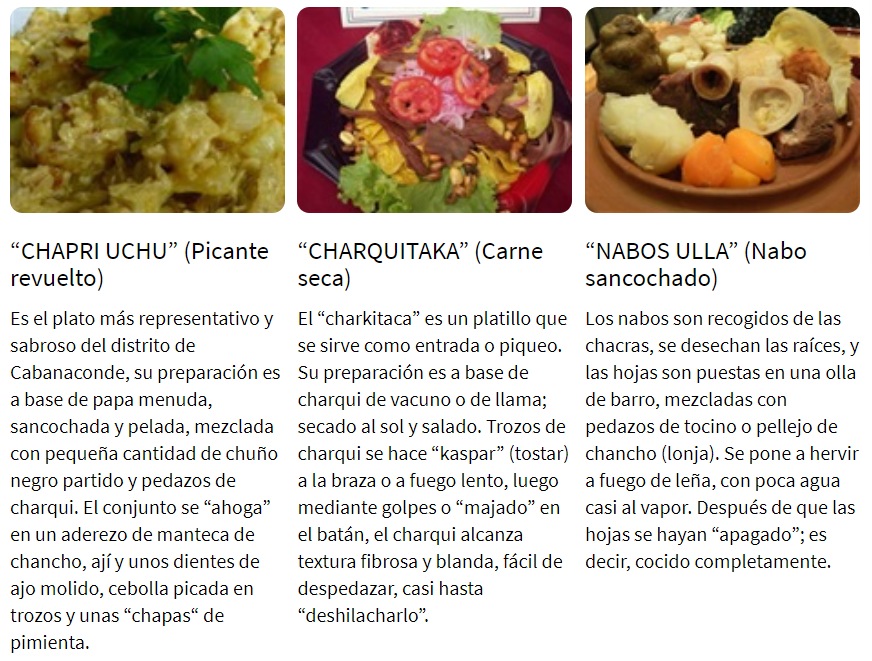 “CHAPRI UCHU” (Picante
revuelto)
Es el plato más representativo y
sabroso del distrito de
Cabanaconde, su preparación es
a base de papa menuda,
sancochada y pelada, mezclada
con pequeña cantidad de chuño
negro partido y pedazos de
charqui. El conjunto se “ahoga”
en un aderezo de manteca de
chancho, ají y unos dientes de
ajo molido, cebolla picada en
trozos y unas “chapas“ de
pimienta.
“CHARQUITAKA” (Carne
seca)
El “charkitaca” es un platillo que
se sirve como entrada o piqueo.
Su preparación es a base de
charqui de vacuno o de llama;
secado al sol y salado. Trozos de
charqui se hace “kaspar” (tostar)
a la braza o a fuego lento, luego
mediante golpes o “majado” en
el batán, el charqui alcanza
textura fibrosa y blanda, fácil de
despedazar, casi hasta
“deshilacharlo”.
“NABOS ULLA” (Nabo
sancochado)
Los nabos son recogidos de las
chacras, se desechan las raíces, y
las hojas son puestas en una olla
de barro, mezcladas con
pedazos de tocino o pellejo de
chancho (lonja). Se pone a hervir
a fuego de leña, con poca agua
casi al vapor. Después de que las
hojas se hayan “apagado”; es
decir, cocido completamente.